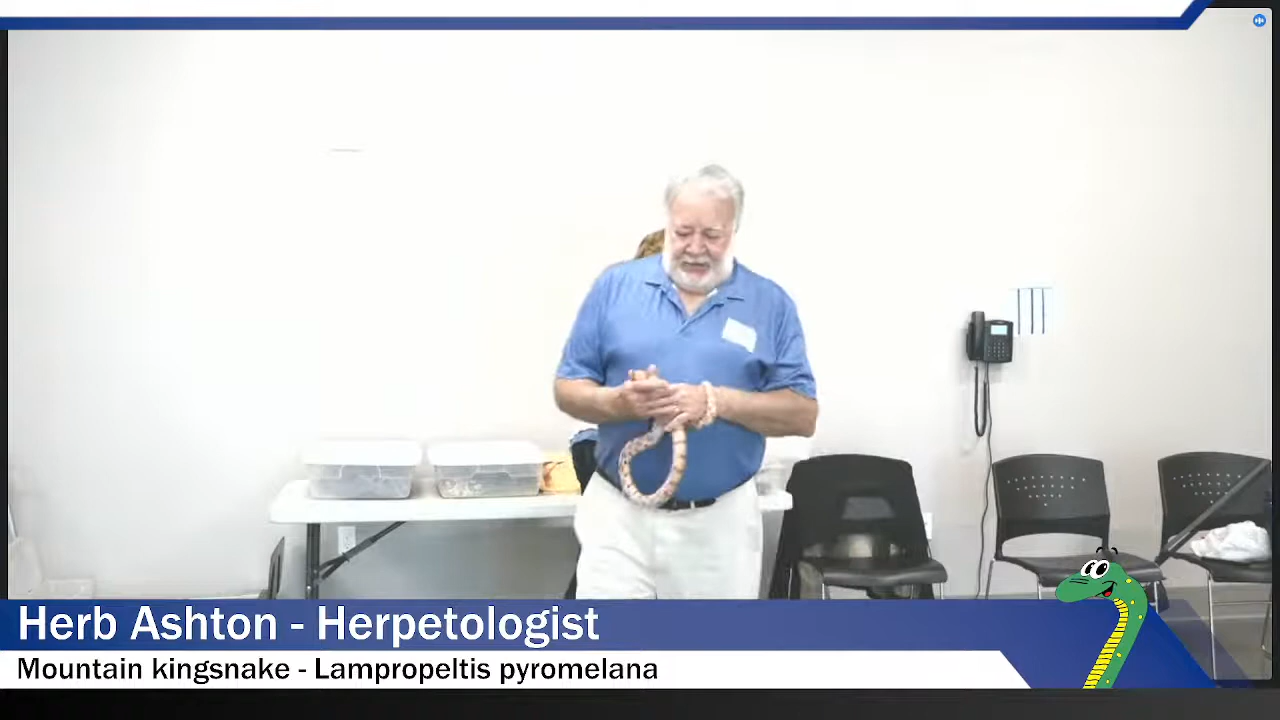 Herb Ashton - Herpetologist
Mountain kingsnake - Lampropeltis pyromelana